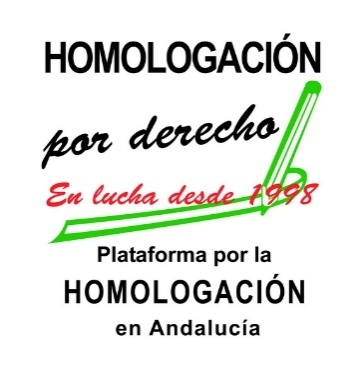 HOMOLOGACIÓN
por derecho
En lucha desde 1998
Plataforma por la
HOMOLOGACIÓN
en Andalucía